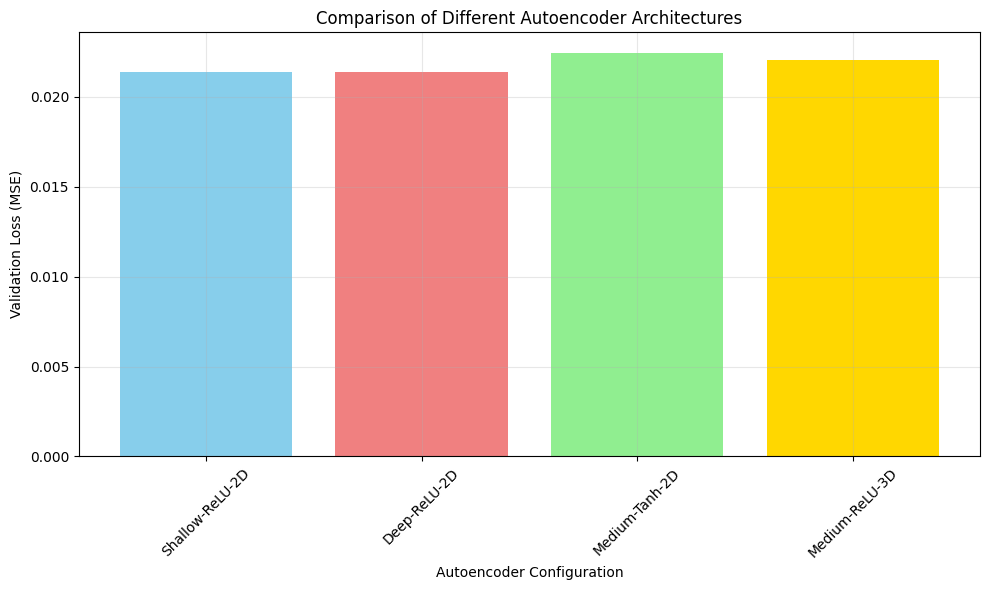 Comparison of Different Autoencoder Architectures
Validation Loss (MSE)
0.020
0.015
0.010
0.005
0.000
Shallow-ReLU-2D
Deep-ReLU-2D
Medium-Tanh-2D
Medium-ReLU-3D
Autoencoder Configuration